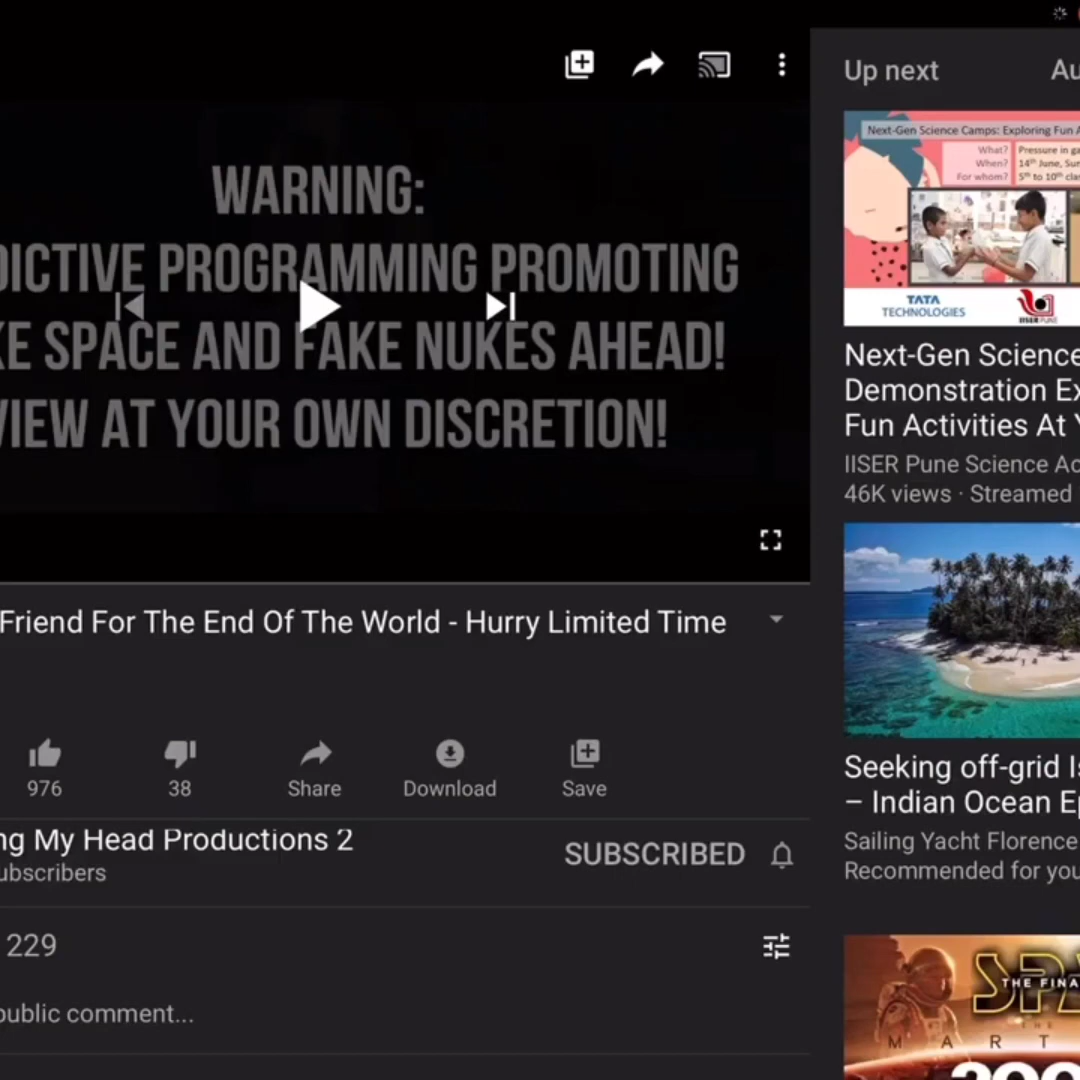 WARNING:
DICTIVE PROGRAMMING PROMOTING
KE SPACE AND FAKE NUKES AHEAD!
VIEW AT YOUR OWN DISCRETION!
Friend For The End Of The World - Hurry Limited Time
976
38
Share
Download
Save
ng My Head Productions 2
ubscribers
SUBSCRIBED
229
public comment...
Up next
Au
Next-Gen Science Camps: Exploring Fun A
What?
Pressure in ga
When?
14th June, Sun
For whom?
5th to 10th clas
TATA
TECHNOLOGIES
IISER PUNE
Next-Gen Science
Demonstration Ex
Fun Activities At Y
IISER Pune Science Ac
46K views · Streamed
Seeking off-grid Is
– Indian Ocean Ep
Sailing Yacht Florence
Recommended for you
SPA
THE FINA
MART